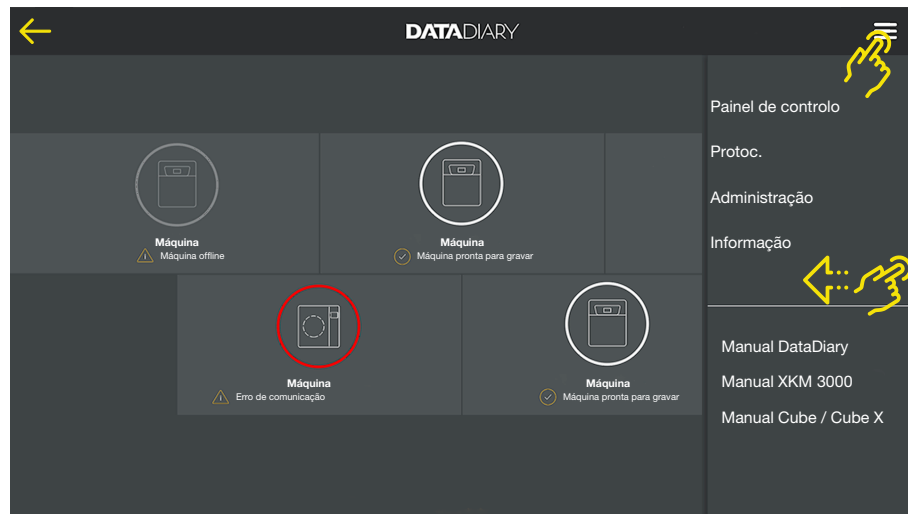 DATADIARY
Painel de controlo
Protoc.
Administração
Informação
Máquina
Máquina offline
Máquina
Máquina pronta para gravar
Máquina
Erro de comunicação
Máquina
Máquina pronta para gravar
Manual DataDiary
Manual XKM 3000
Manual Cube / Cube X